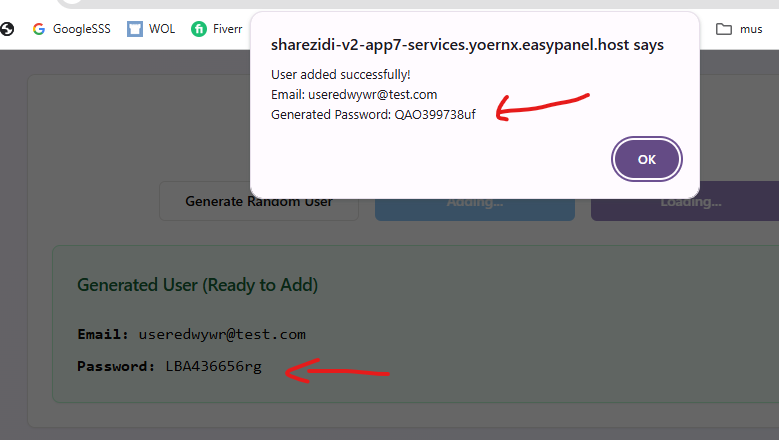 GoogleSSS
WOL
Fiverr
mus
sharezidi-v2-app7-services.yoernx.easypanel.host says
User added successfully!
Email: useredwywr@test.com
Generated Password: QAO399738uf
OK
Generate Random User
Adding...
Loading...
Generated User (Ready to Add)
Email: useredwywr@test.com
Password: LBA436656rg